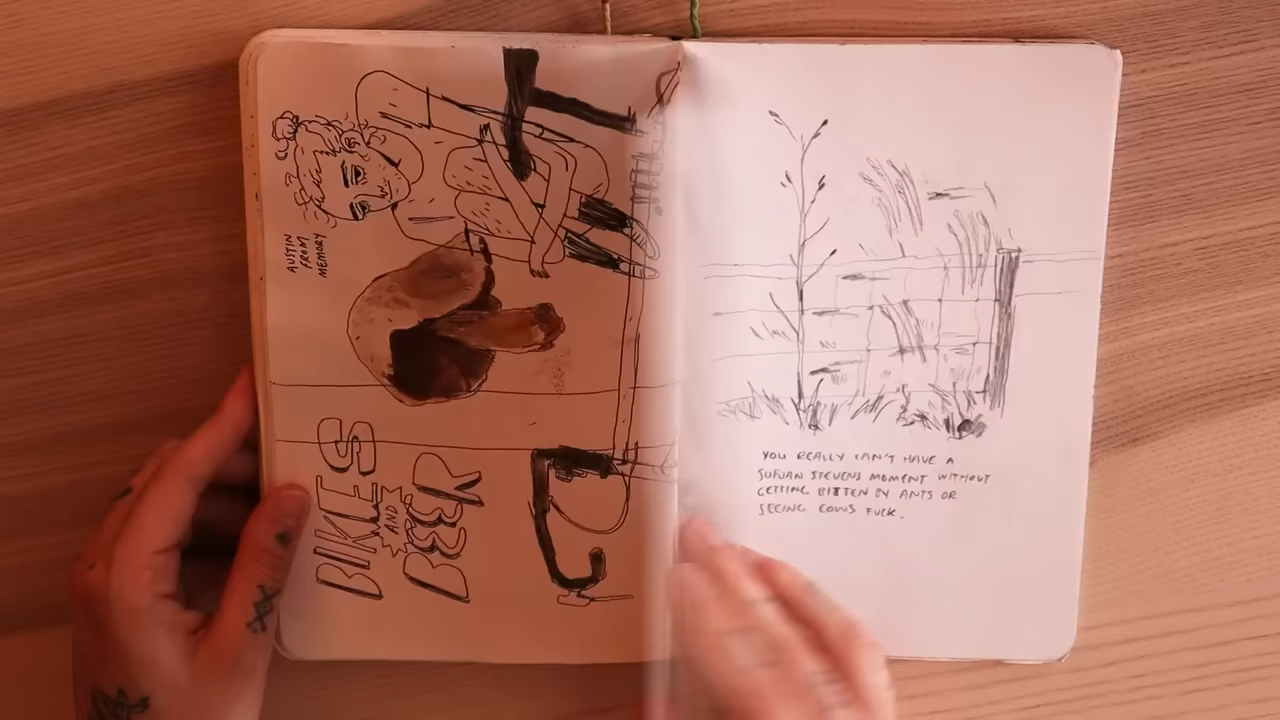 AUSTIN
FROM
MEMORY
BIKES
AND
BEER
YOU REALLY CAN'T HAVE A
SUFJAN STEVENS MOMENT WITHOUT
GETTING BITTEN BY ANTS OR
SEEING COWS FUCK.